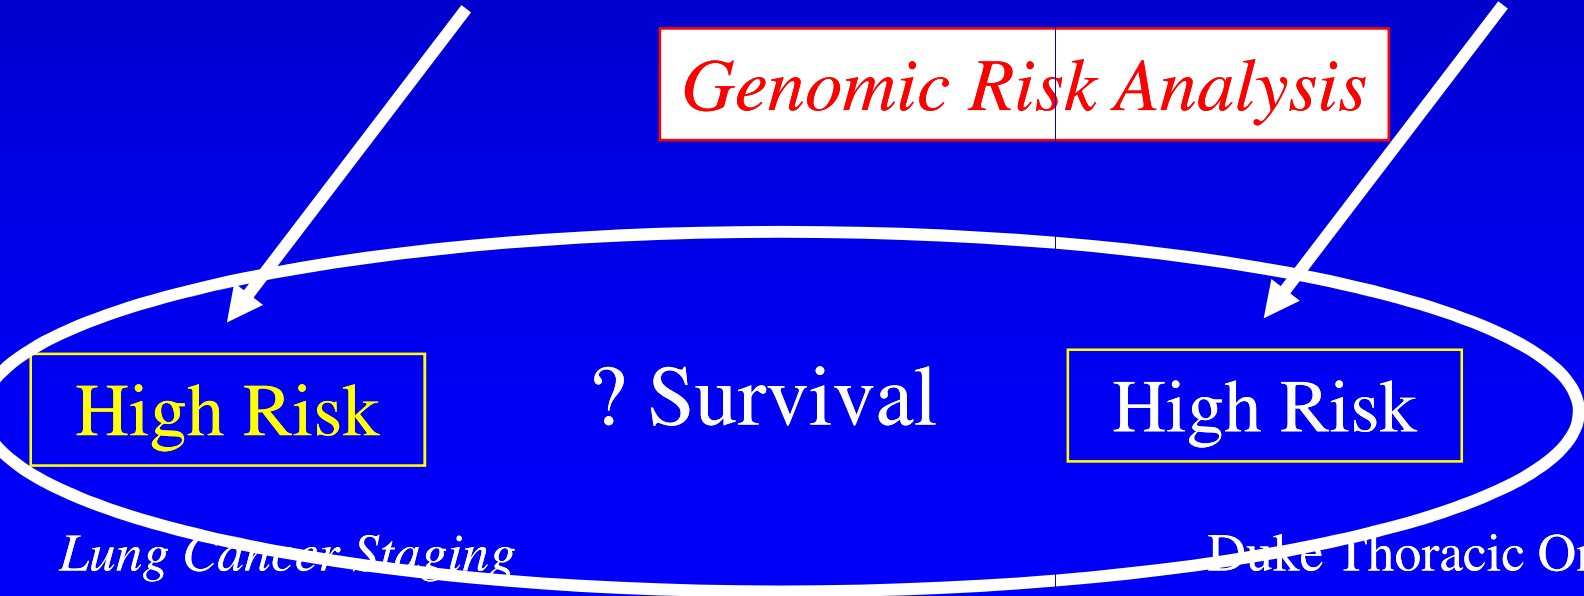 Genomic Risk Analysis
High Risk
? Survival
High Risk
Lung Cancer Staging
Duke Thoracic